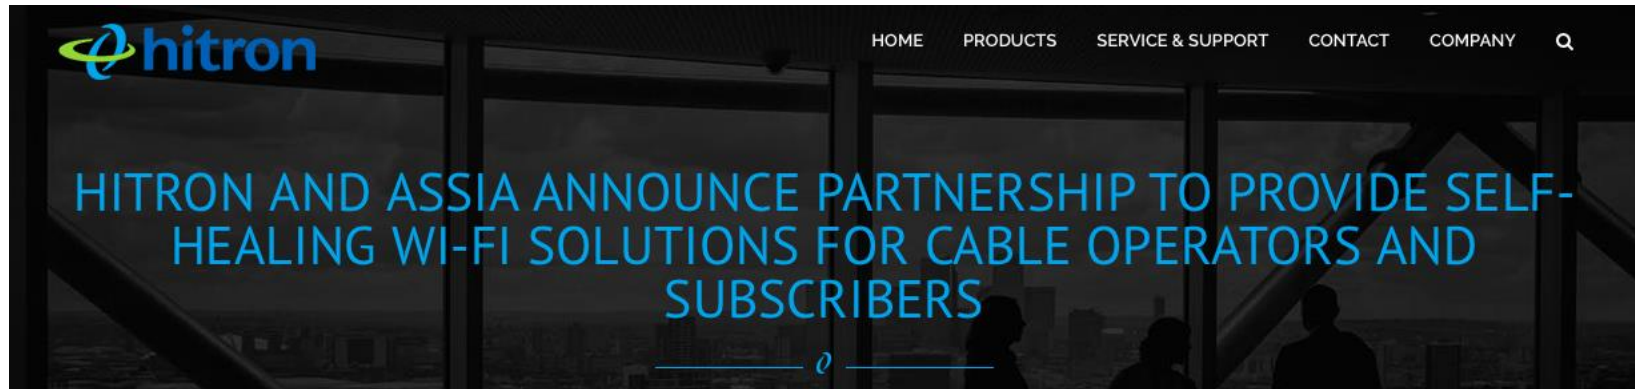 hitron
HOME PRODUCTS SERVICE & SUPPORT CONTACT COMPANY
HITRON AND ASSIA ANNOUNCE PARTNERSHIP TO PROVIDE SELF-
HEALING WI-FI SOLUTIONS FOR CABLE OPERATORS AND
SUBSCRIBERS